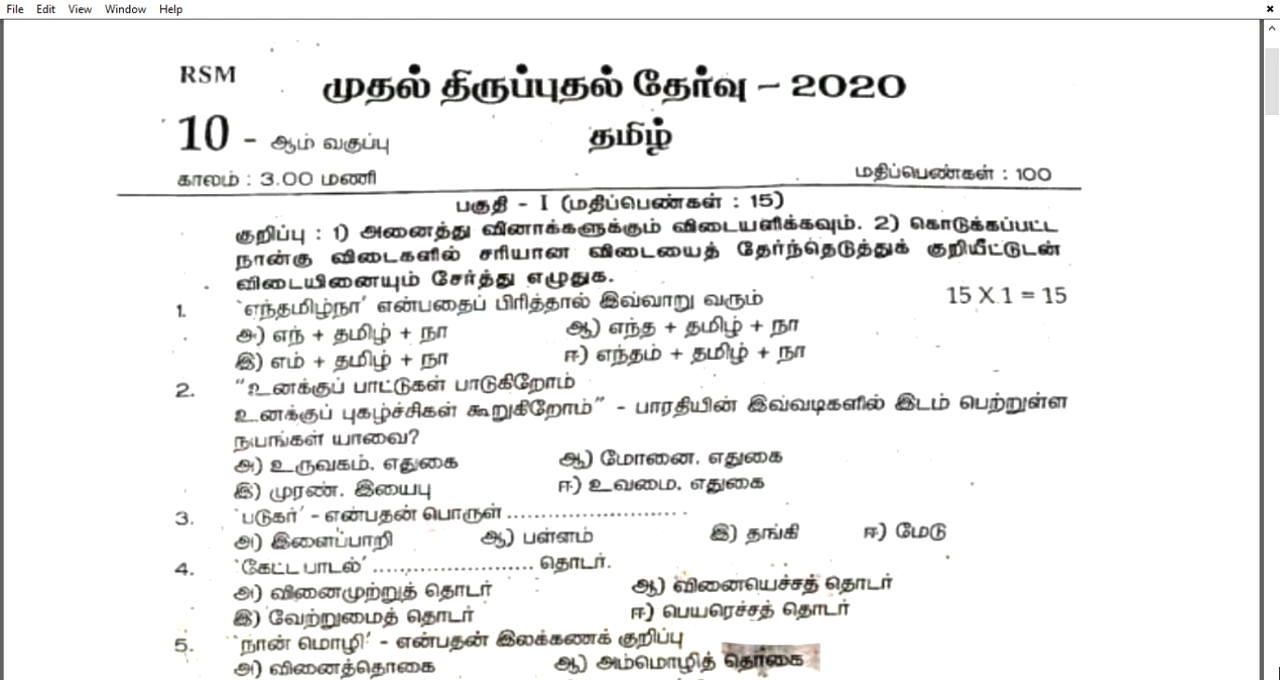 File Edit View Window Help
RSM
முதல் திருப்புதல் தேர்வு – 2020
10 - ஆம் வகுப்பு
தமிழ்
காலம் : 3.00 மணி
மதிப்பெண்கள் : 100
பகுதி - I (மதிப்பெண்கள் : 15)
குறிப்பு : 1) அனைத்து வினாக்களுக்கும் விடையளிக்கவும். 2) கொடுக்கப்பட்ட
நான்கு விடைகளில் சரியான விடையைத் தேர்ந்தெடுத்துக் குறியீட்டுடன்
விடையினையும் சேர்த்து எழுதுக.
15 X 1 = 15
1. 'எந்தமிழ்நா' என்பதைப் பிரித்தால் இவ்வாறு வரும்
அ) எந் + தமிழ் + நா ஆ) எந்த + தமிழ் + நா
இ) எம் + தமிழ் + நா ஈ) எந்தம் + தமிழ் + நா
2. "உனக்குப் பாட்டுகள் பாடுகிறோம்
உனக்குப் புகழ்ச்சிகள் கூறுகிறோம்" - பாரதியின் இவ்வடிகளில் இடம் பெற்றுள்ள
நயங்கள் யாவை?
அ) உருவகம். எதுகை ஆ) மோனை. எதுகை
இ) முரண். இயைபு ஈ) உவமை. எதுகை
3. 'படுகர்' - என்பதன் பொருள் ..........................
அ) இளைப்பாறி ஆ) பள்ளம் இ) தங்கி ஈ) மேடு
4. 'கேட்ட பாடல்' ........................ தொடர்.
அ) வினைமுற்றுத் தொடர் ஆ) வினையெச்சத் தொடர்
இ) வேற்றுமைத் தொடர் ஈ) பெயரெச்சத் தொடர்
5. 'நான் மொழி' - என்பதன் இலக்கணக் குறிப்பு
அ) வினைத்தொகை ஆ) அம்மொழித் தொகை